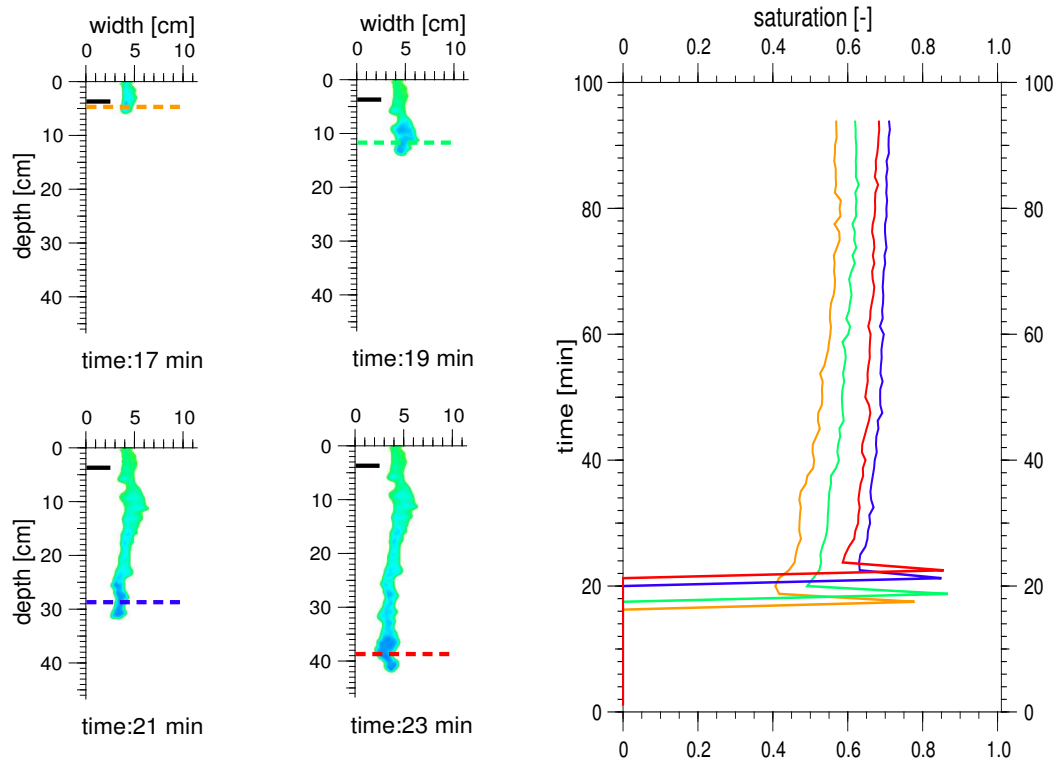 width [cm]
0 5 10
0
10
20
30
40
depth [cm]
time:17 min
width [cm]
0 5 10
0
10
20
30
40
time:19 min
0 5 10
0
10
20
30
40
depth [cm]
time:21 min
0 5 10
0
10
20
30
40
time:23 min
saturation [-]
0 0.2 0.4 0.6 0.8 1.0
100 100
80 80
60 60
time [min]
40 40
20 20
0 0
0 0.2 0.4 0.6 0.8 1.0